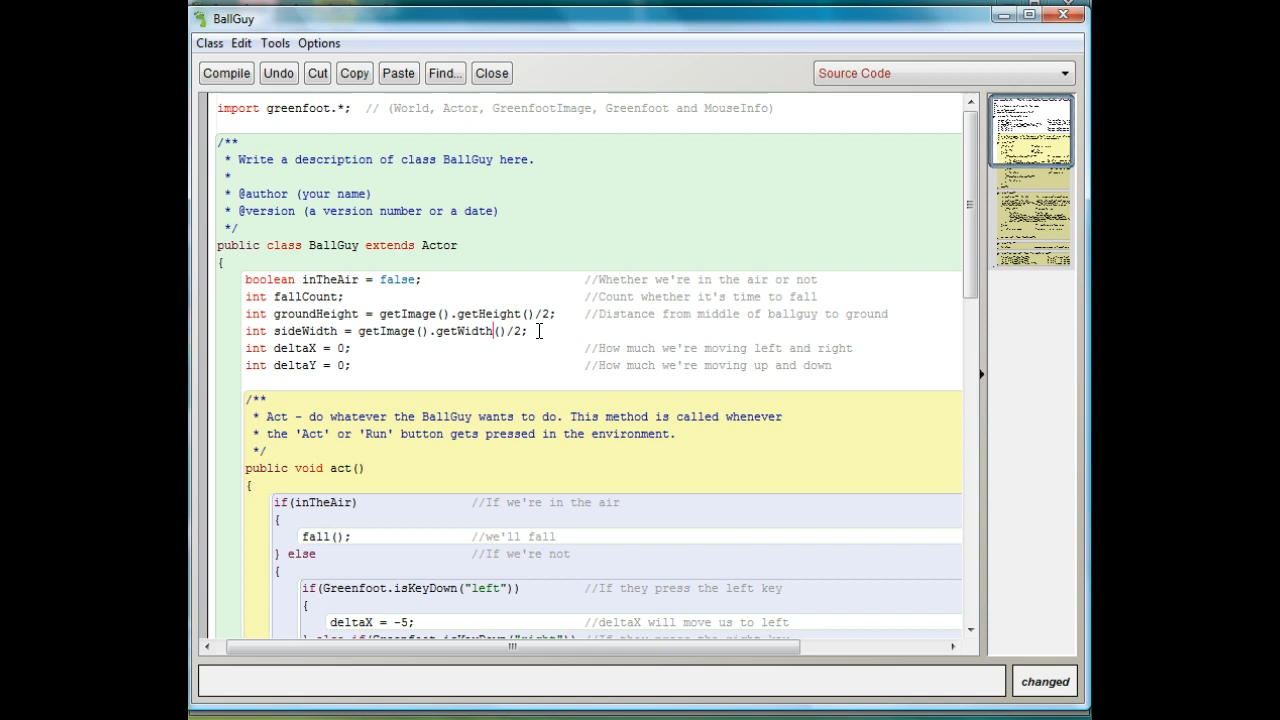 BallGuy
Class Edit Tools Options
Compile Undo Cut Copy Paste Find... Close Source Code
import greenfoot.*;  // (World, Actor, GreenfootImage, Greenfoot and MouseInfo)
/**
 * Write a description of class BallGuy here.
 *
 * @author (your name)
 * @version (a version number or a date)
 */
public class BallGuy extends Actor
{
boolean inTheAir = false; //Whether we're in the air or not
int fallCount; //Count whether it's time to fall
int groundHeight = getImage().getHeight()/2; //Distance from middle of ballguy to ground
int sideWidth = getImage().getWidth()/2;
int deltaX = 0; //How much we're moving left and right
int deltaY = 0; //How much we're moving up and down
/**
 * Act - do whatever the BallGuy wants to do. This method is called whenever
 * the 'Act' or 'Run' button gets pressed in the environment.
 */
public void act()
{
if(inTheAir) //If we're in the air
{
fall(); //we'll fall
} else //If we're not
{
if(Greenfoot.isKeyDown("left")) //If they press the left key
{
deltaX = -5; //deltaX will move us to left
} else if(Greenfoot.isKeyDown("right")) //If they press the right key
changed